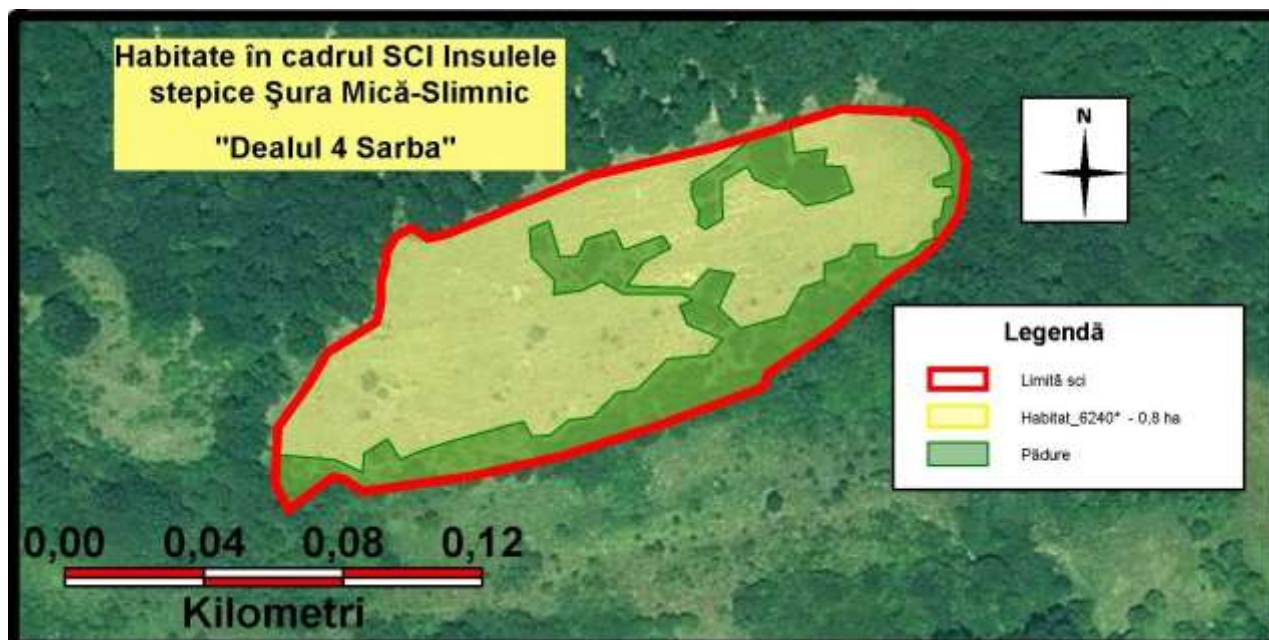 Habitate în cadrul SCI Insulele
stepice Şura Mică-Slimnic
"Dealul 4 Sarba"
N
Legendă
Limită sci
Habitat_6240* - 0,8 ha
Pădure
0,00 0,04 0,08 0,12
Kilometri